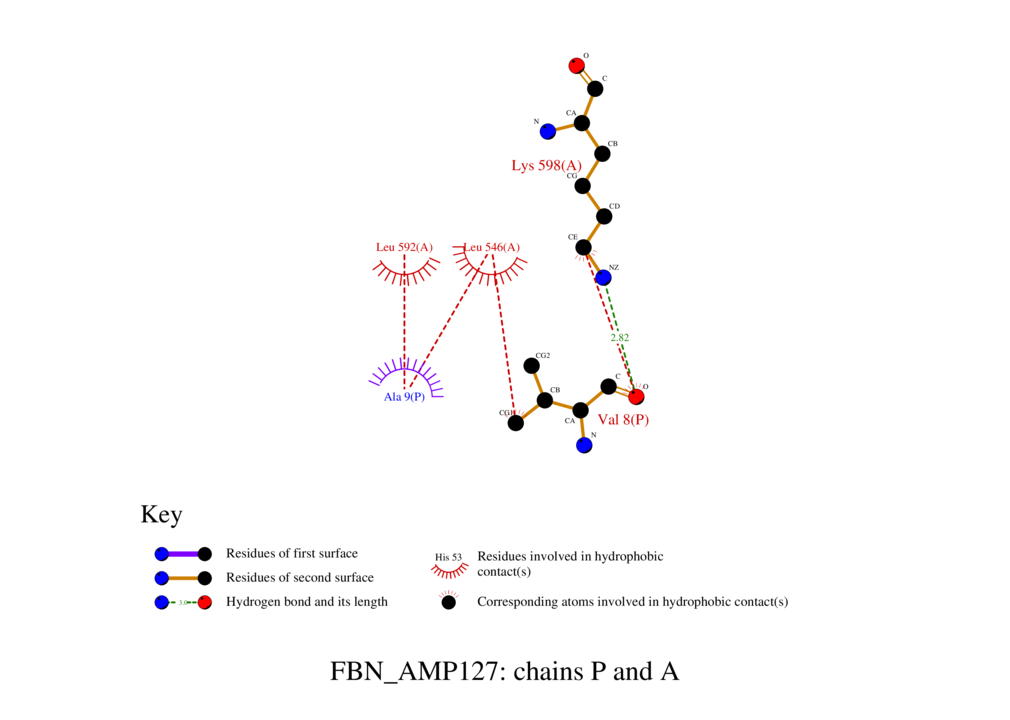 O
C
CA
N
CB
Lys 598(A)
CG
CD
CE
Leu 592(A) Leu 546(A)
NZ
2.82
CG2
C
O
CB
Ala 9(P)
CG1
CA
Val 8(P)
N
Key
Residues of first surface
Residues of second surface
3.0 Hydrogen bond and its length
His 53 Residues involved in hydrophobic
contact(s)
Corresponding atoms involved in hydrophobic contact(s)
FBN_AMP127: chains P and A